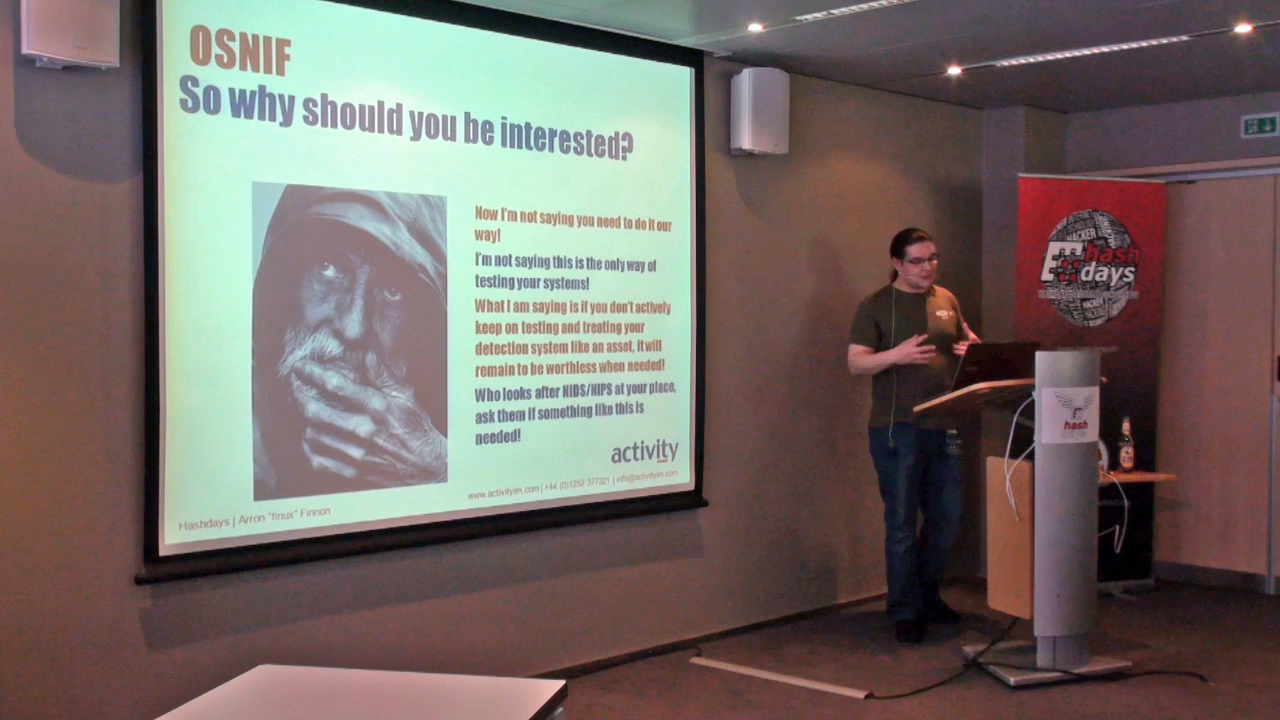 OSNIF
So why should you be interested?
Now I'm not saying you need to do it our
way!
I'm not saying this is the only way of
testing your systems!
What I am saying is if you don't actively
keep on testing and treating your
detection system like an asset, it will
remain to be worthless when needed!
Who looks after NIDS/NIPS at your place,
ask them if something like this is
needed!
activity
www.activityim.com | +44 (0)1252 377321 | info@activityim.com
Hashdays | Arron "finux" Finnon
HACKER
hash
days
hash